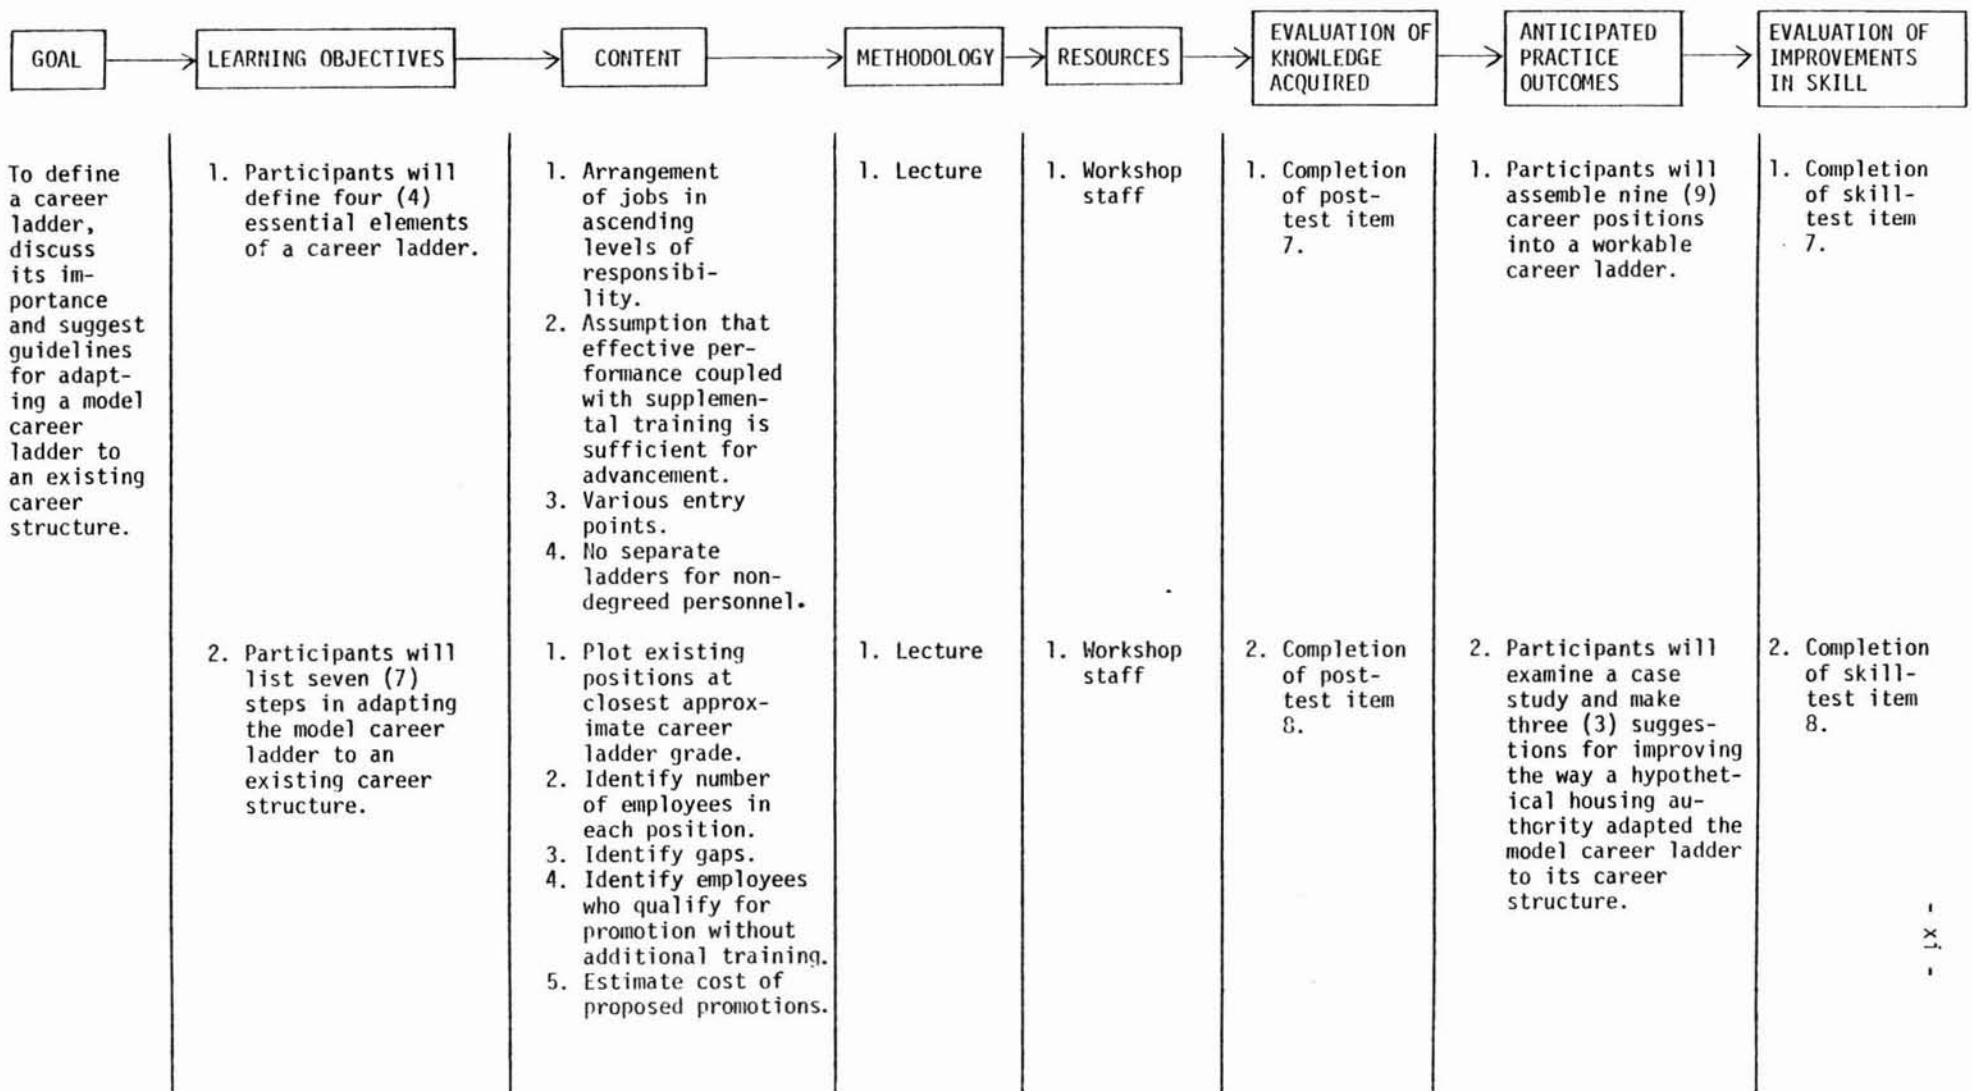 GOAL
LEARNING OBJECTIVES
CONTENT
METHODOLOGY
RESOURCES
EVALUATION OF
KNOWLEDGE
ACQUIRED
ANTICIPATED
PRACTICE
OUTCOMES
EVALUATION OF
IMPROVEMENTS
IN SKILL
To define
a career
ladder,
discuss
its im-
portance
and suggest
guidelines
for adapt-
ing a model
career
ladder to
an existing
career
structure.
1. Participants will
define four (4)
essential elements
of a career ladder.
1. Arrangement
of jobs in
ascending
levels of
responsibi-
lity.
2. Assumption that
effective per-
formance coupled
with supplemen-
tal training is
sufficient for
advancement.
3. Various entry
points.
4. No separate
ladders for non-
degreed personnel.
1. Lecture
1. Workshop
staff
1. Completion
of post-
test item
7.
1. Participants will
assemble nine (9)
career positions
into a workable
career ladder.
1. Completion
of skill-
test item
7.
2. Participants will
list seven (7)
steps in adapting
the model career
ladder to an
existing career
structure.
1. Plot existing
positions at
closest approx-
imate career
ladder grade.
2. Identify number
of employees in
each position.
3. Identify gaps.
4. Identify employees
who qualify for
promotion without
additional training.
5. Estimate cost of
proposed promotions.
1. Lecture
1. Workshop
staff
2. Completion
of post-
test item
8.
2. Participants will
examine a case
study and make
three (3) sugges-
tions for improving
the way a hypothet-
ical housing au-
thority adapted the
model career ladder
to its career
structure.
2. Completion
of skill-
test item
8.
- xi -